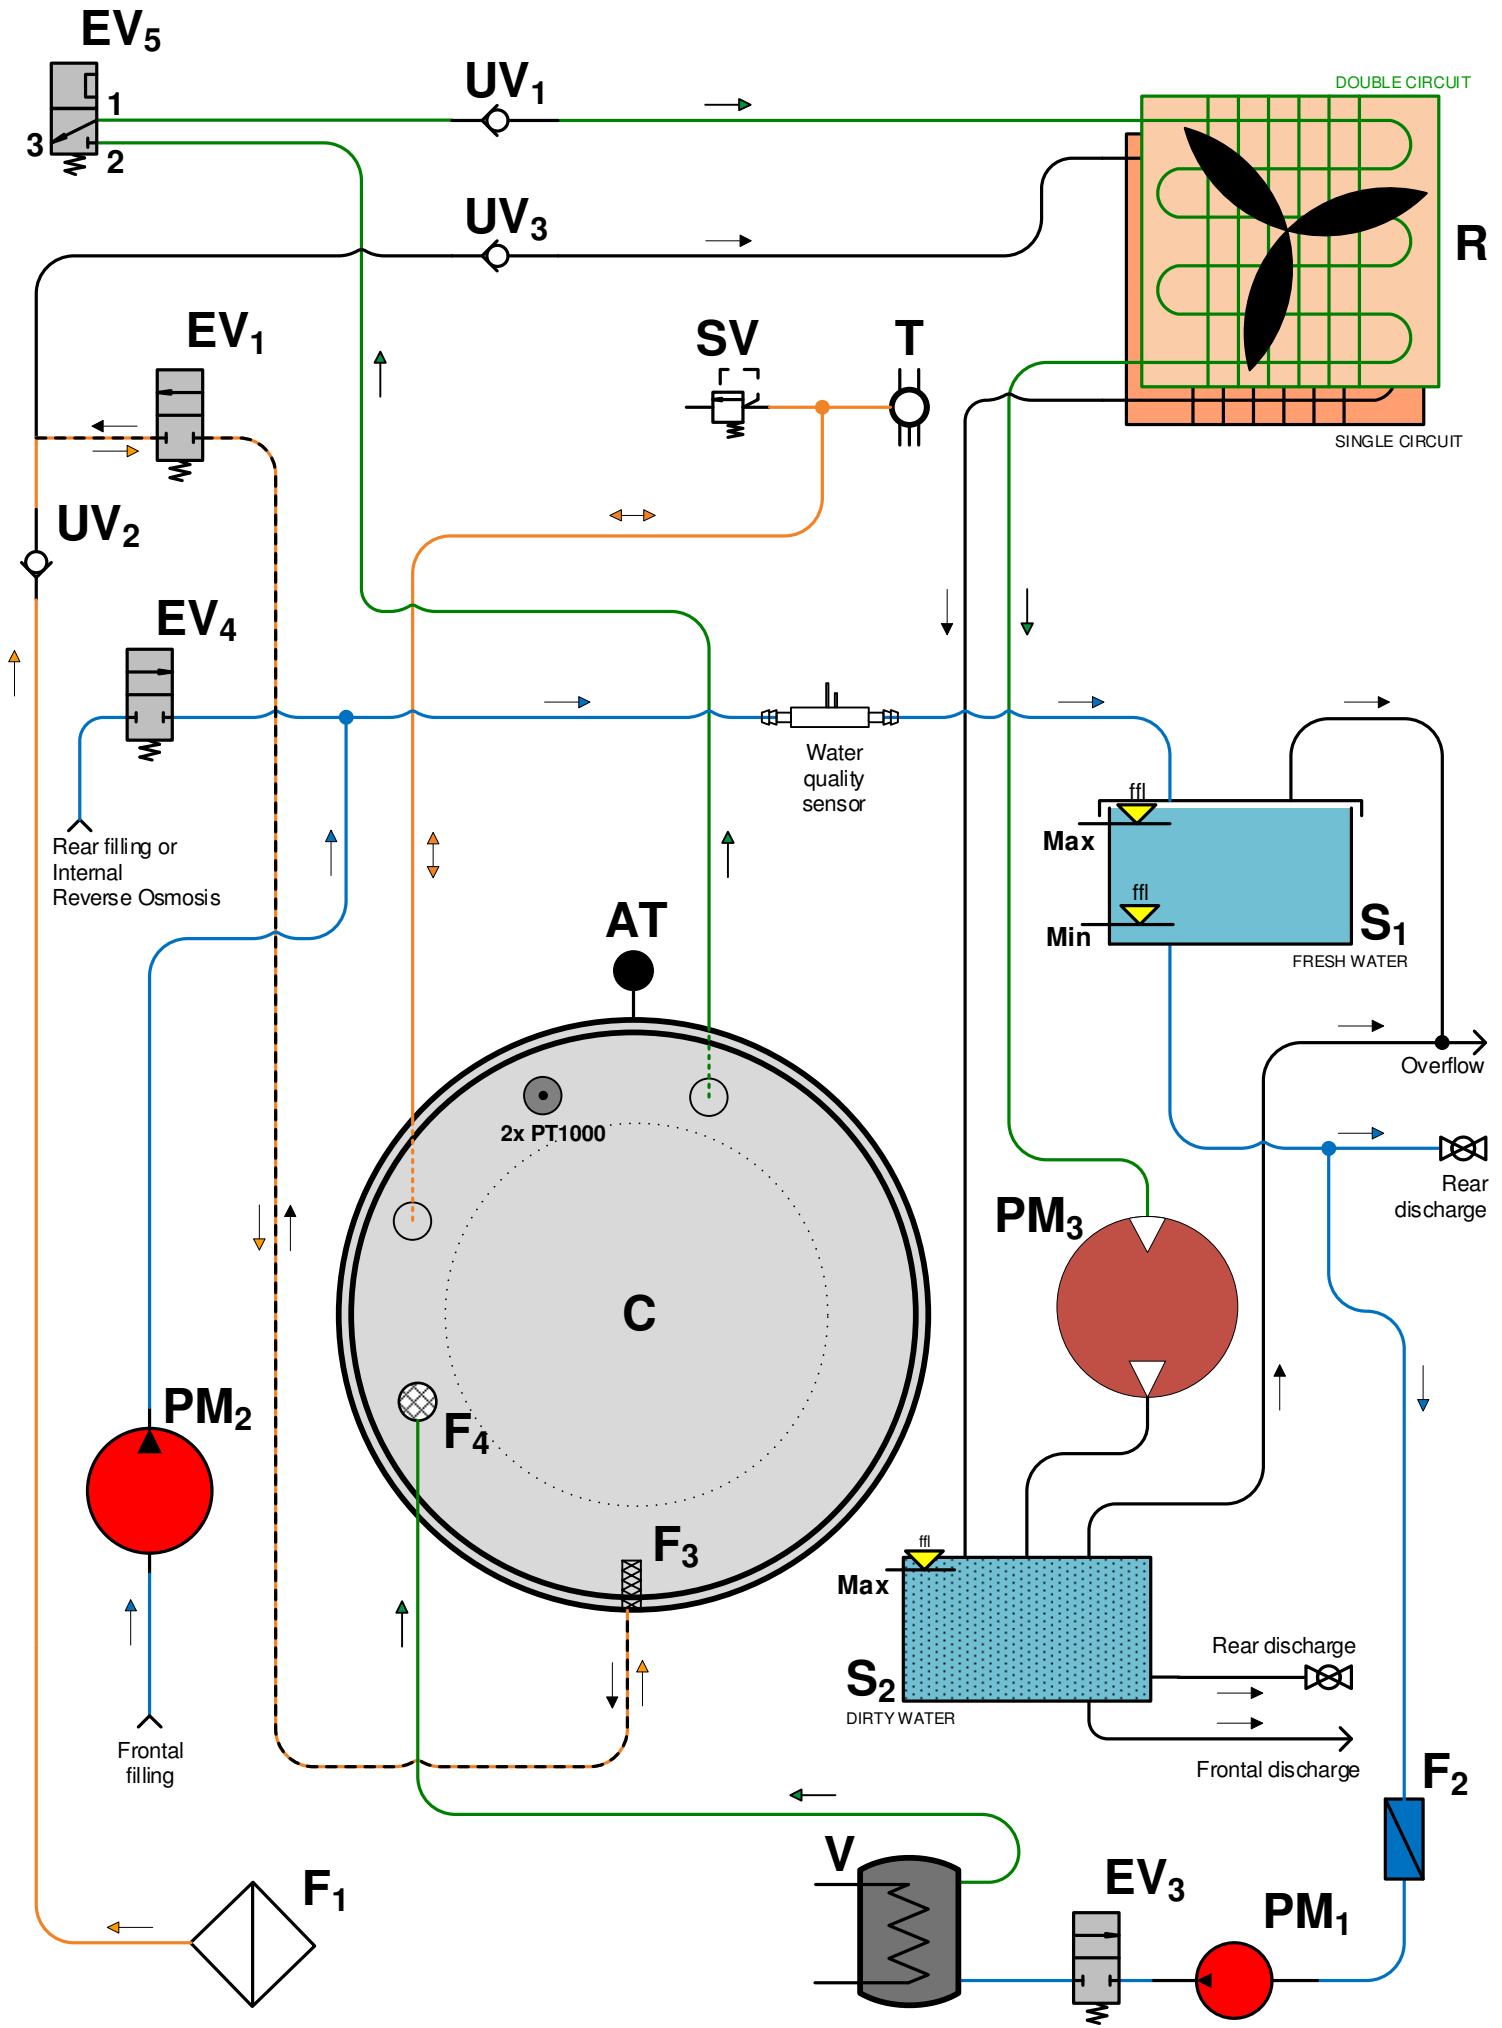 EV5
1
3
2
UV1
DOUBLE CIRCUIT
UV3
R
EV1
SV
T
SINGLE CIRCUIT
UV2
EV4
Water
quality
sensor
ffl
Max
ffl
Min
S1
FRESH WATER
Rear filling or
Internal
Reverse Osmosis
AT
Overflow
2x PT1000
Rear
discharge
PM3
C
PM2
F4
F3
ffl
Max
S2
DIRTY WATER
Rear discharge
Frontal discharge
Frontal
filling
F2
V
EV3
PM1
F1